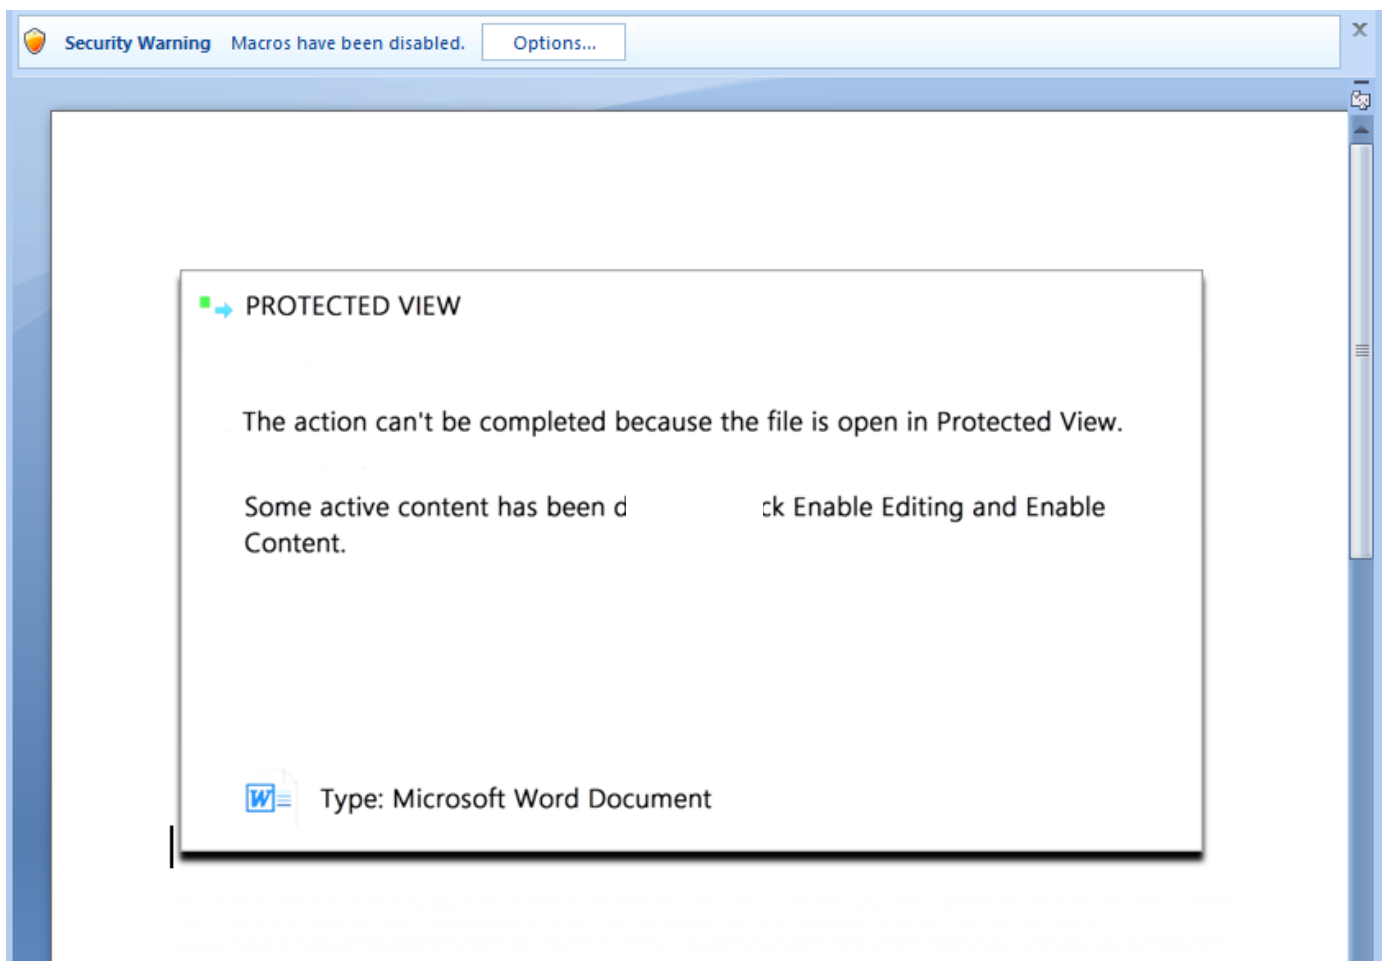 Security Warning Macros have been disabled. Options...
PROTECTED VIEW
The action can't be completed because the file is open in Protected View.
Some active content has been d ck Enable Editing and Enable
Content.
Type: Microsoft Word Document